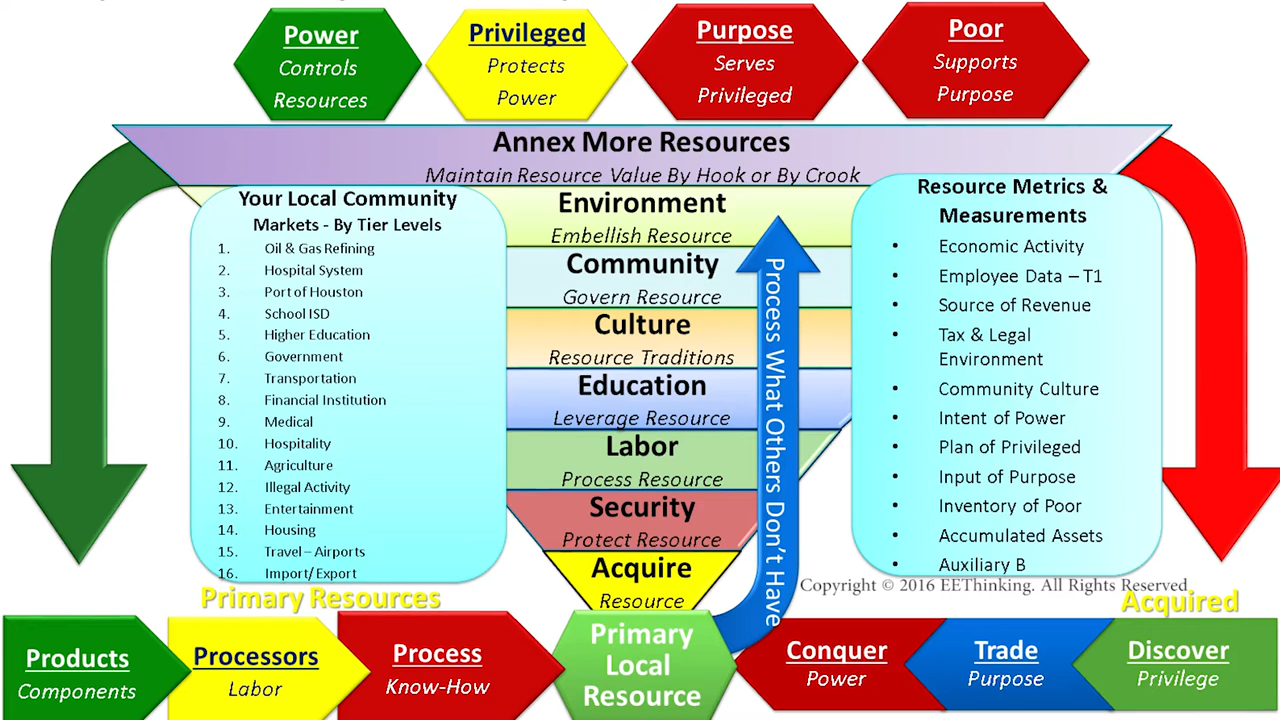 Power
Controls
Resources
Privileged
Protects
Power
Purpose
Serves
Privileged
Poor
Supports
Purpose
Annex More Resources
Maintain Resource Value By Hook or By Crook
Your Local Community
Markets - By Tier Levels
1. Oil & Gas Refining
2. Hospital System
3. Port of Houston
4. School ISD
5. Higher Education
6. Government
7. Transportation
8. Financial Institution
9. Medical
10. Hospitality
11. Agriculture
12. Illegal Activity
13. Entertainment
14. Housing
15. Travel – Airports
16. Import/Export
Environment
Embellish Resource
Community
Govern Resource
Culture
Resource Traditions
Education
Leverage Resource
Labor
Process Resource
Security
Protect Resource
Acquire
Resource
Process What Others Don't Have
Resource Metrics &
Measurements
• Economic Activity
• Employee Data – T1
• Source of Revenue
• Tax & Legal
Environment
• Community Culture
• Intent of Power
• Plan of Privileged
• Input of Purpose
• Inventory of Poor
• Accumulated Assets
• Auxiliary B
Copyright © 2016 EEThinking. All Rights Reserved
Primary Resources
Acquired
Products
Components
Processors
Labor
Process
Know-How
Primary
Local
Resource
Conquer
Power
Trade
Purpose
Discover
Privilege